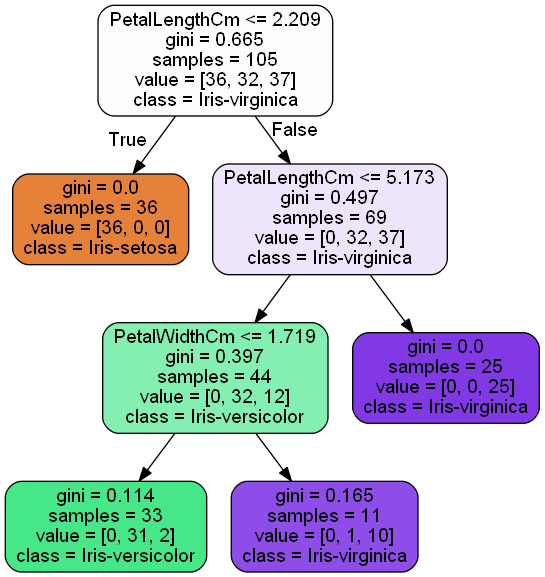 PetalLengthCm <= 2.209
gini = 0.665
samples = 105
value = [36, 32, 37]
class = Iris-virginica
True
False
gini = 0.0
samples = 36
value = [36, 0, 0]
class = Iris-setosa
PetalLengthCm <= 5.173
gini = 0.497
samples = 69
value = [0, 32, 37]
class = Iris-virginica
PetalWidthCm <= 1.719
gini = 0.397
samples = 44
value = [0, 32, 12]
class = Iris-versicolor
gini = 0.0
samples = 25
value = [0, 0, 25]
class = Iris-virginica
gini = 0.114
samples = 33
value = [0, 31, 2]
class = Iris-versicolor
gini = 0.165
samples = 11
value = [0, 1, 10]
class = Iris-virginica